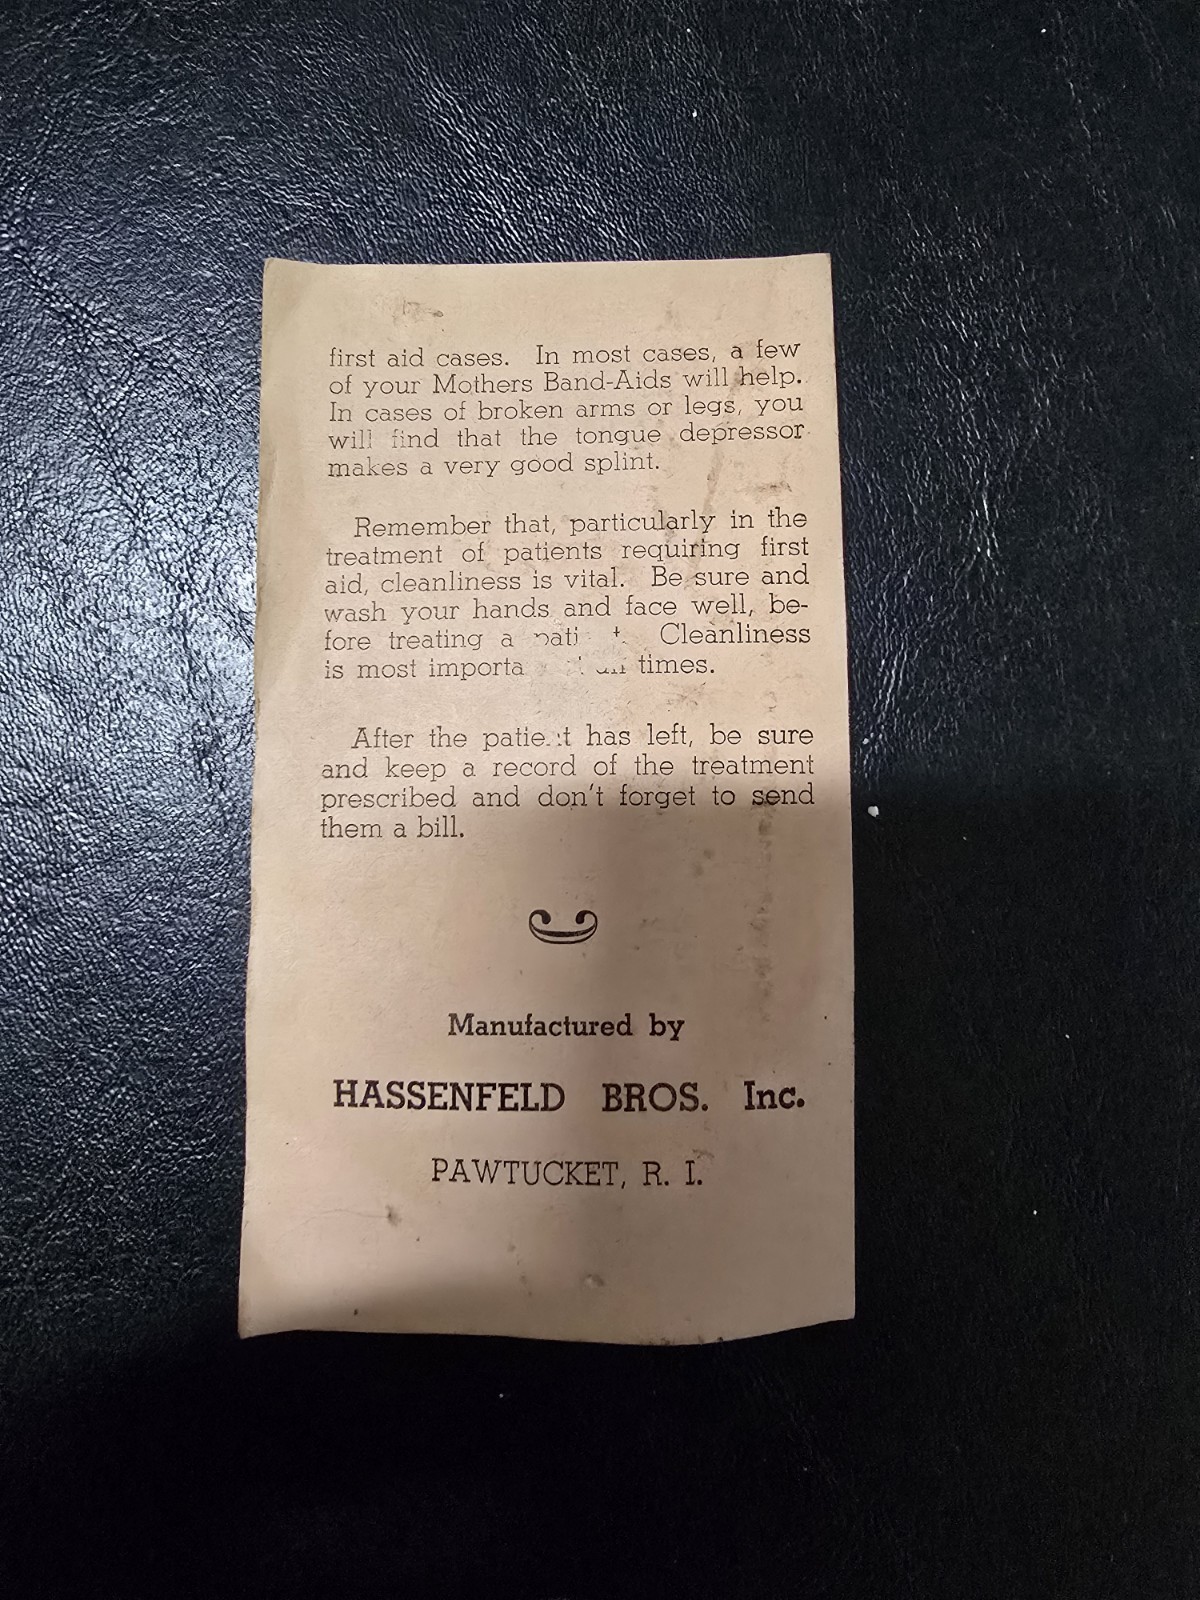 first aid cases. In most cases, a few
of your Mothers Band-Aids will help.
In cases of broken arms or legs, you
will find that the tongue depressor
makes a very good splint.
Remember that, particularly in the
treatment of patients requiring first
aid, cleanliness is vital. Be sure and
wash your hands and face well, be-
fore treating a Cleanliness
is most times.
After the patient has left, be sure
and keep a record of the treatment
prescribed and don't forget to send
them a bill.
Manufactured by
HASSENFELD BROS. Inc.
PAWTUCKET, R. I.